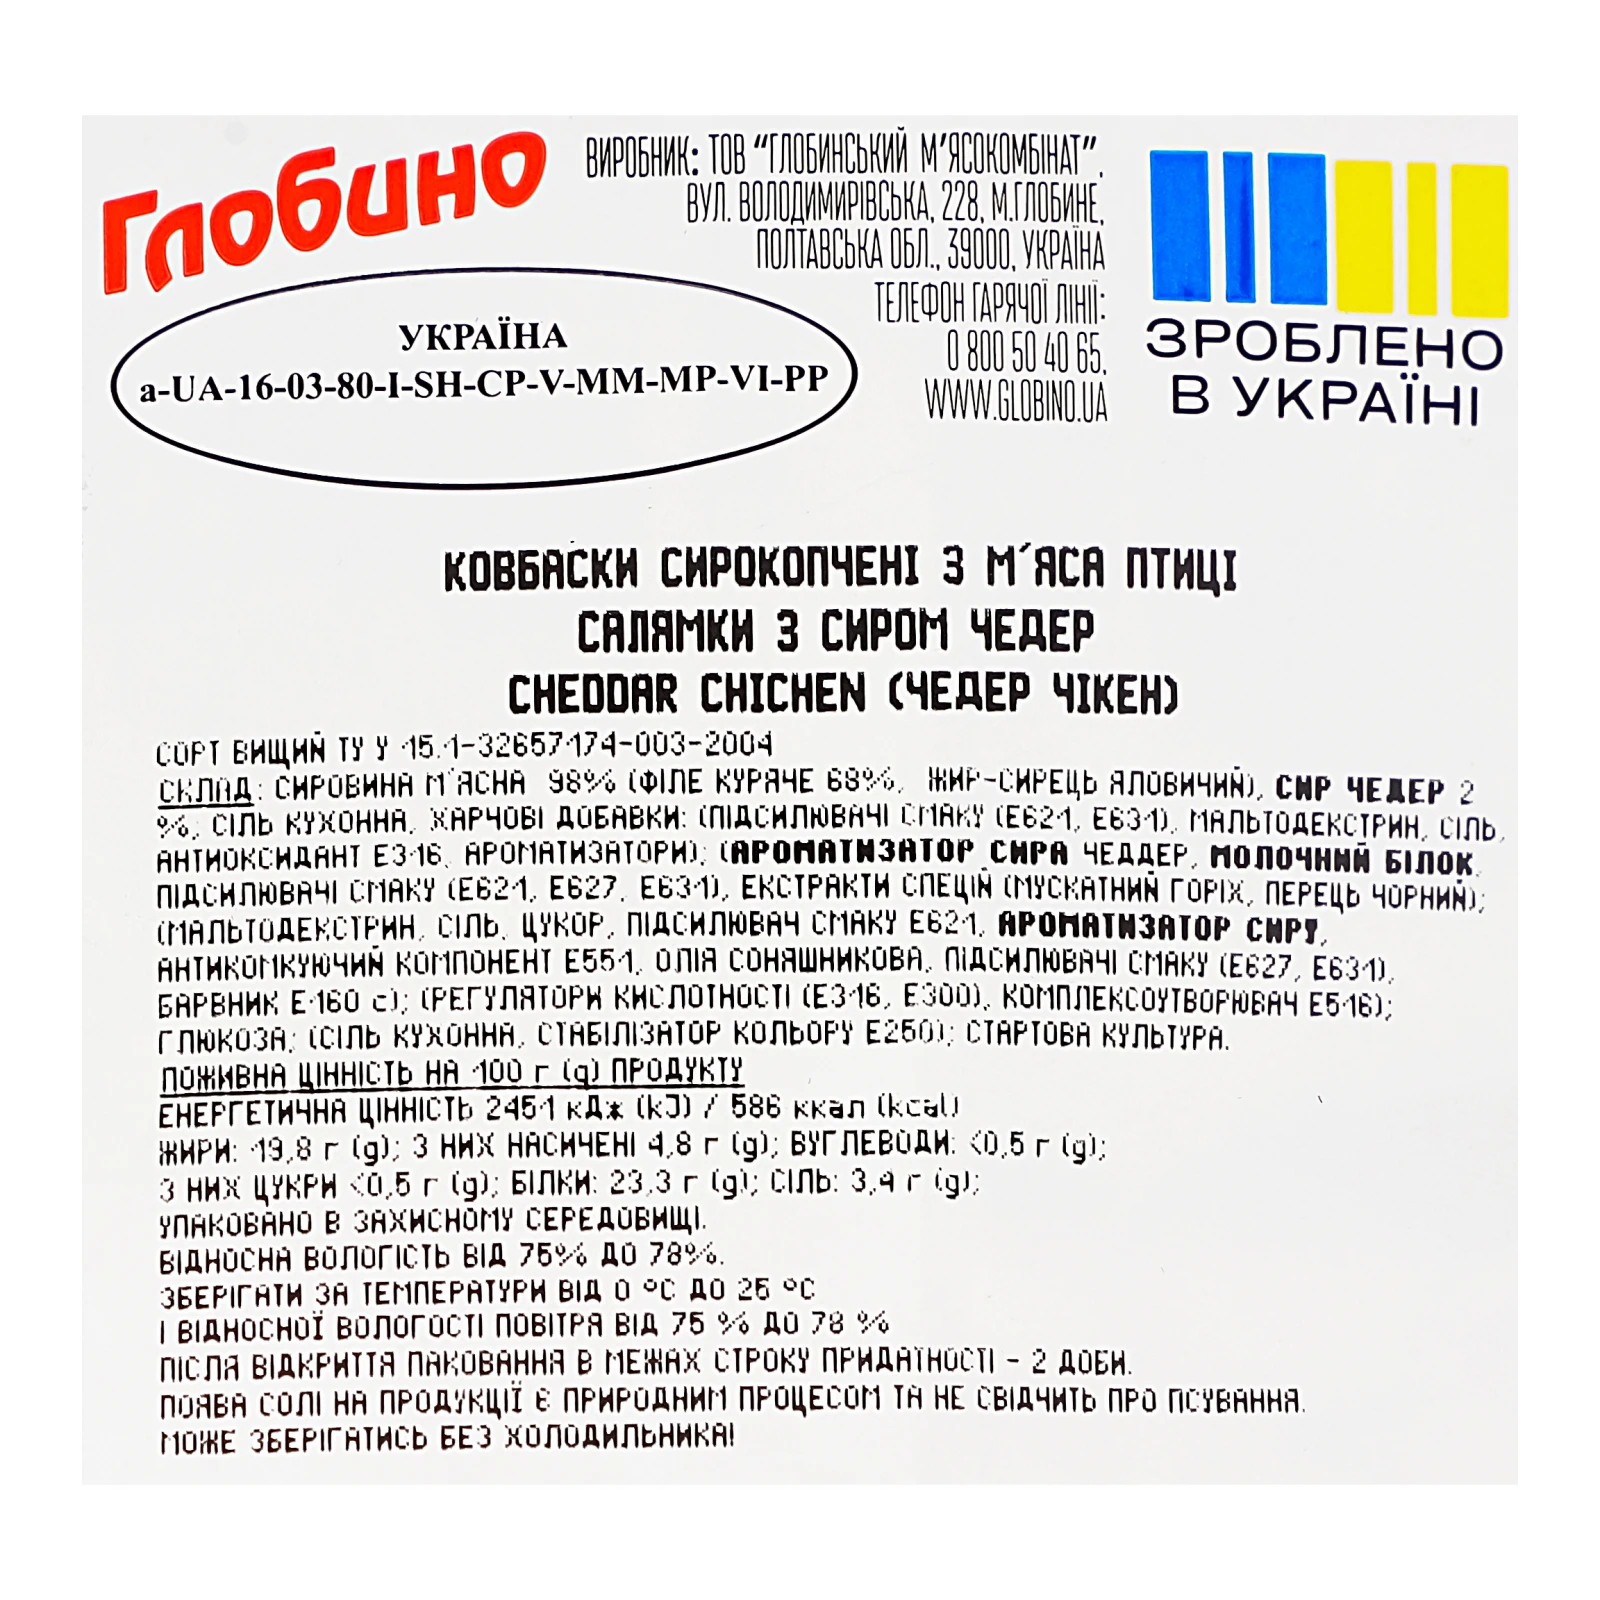 Глобино
ВИРОБНИК: ТОВ "ГЛОБИНСЬКИЙ М'ЯСОКОМБІНАТ",
ВУЛ. ВОЛОДИМИРІВСЬКА, 228, М.ГЛОБИНЕ,
ПОЛТАВСЬКА ОБЛ., 39000, УКРАЇНА
ТЕЛЕФОН ГАРЯЧОЇ ЛІНІЇ:
0 800 50 40 65,
WWW.GLOBINO.UA
УКРАЇНА
a-UA-16-03-80-I-SH-CP-V-MM-MP-VI-PP
ЗРОБЛЕНО
В УКРАЇНІ
КОВБАСКИ СИРОКОПЧЕНІ З М´ЯСА ПТИЦІ
САЛЯМКИ З СИРОМ ЧЕДЕР
CHEDDAR CHICHEN (ЧЕДЕР ЧІКЕН)
СОРТ ВИЩИЙ ТУ У 15.1-32657174-003-2004
СКЛАД: СИРОВИНА М´ЯСНА 98% (ФІЛЕ КУРЯЧЕ 68%, ЖИР-СИРЕЦЬ ЯЛОВИЧИЙ), СИР ЧЕДЕР 2
%; СІЛЬ КУХОННА, ХАРЧОВІ ДОБАВКИ: (ПІДСИЛЮВАЧІ СМАКУ (Е621, Е631), МАЛЬТОДЕКСТРИН, СІЛЬ,
АНТИОКСИДАНТ Е316, АРОМАТИЗАТОРИ); (АРОМАТИЗАТОР СИРА ЧЕДДЕР, МОЛОЧНИЙ БІЛОК,
ПІДСИЛЮВАЧІ СМАКУ (Е621, Е627, Е631), ЕКСТРАКТИ СПЕЦІЙ (МУСКАТНИЙ ГОРІХ, ПЕРЕЦЬ ЧОРНИЙ);
(МАЛЬТОДЕКСТРИН, СІЛЬ, ЦУКОР, ПІДСИЛЮВАЧ СМАКУ Е621, АРОМАТИЗАТОР СИРУ,
АНТИКОМКУЮЧИЙ КОМПОНЕНТ Е551, ОЛІЯ СОНЯШНИКОВА, ПІДСИЛЮВАЧІ СМАКУ (Е627, Е631),
БАРВНИК Е160 c); (РЕГУЛЯТОРИ КИСЛОТНОСТІ (Е316, Е300), КОМПЛЕКСОУТВОРЮВАЧ Е516);
ГЛЮКОЗА; (СІЛЬ КУХОННА, СТАБІЛІЗАТОР КОЛЬОРУ Е250); СТАРТОВА КУЛЬТУРА.
ПОЖИВНА ЦІННІСТЬ НА 100 г (g) ПРОДУКТУ
ЕНЕРГЕТИЧНА ЦІННІСТЬ 2451 кДж (kJ) / 586 ккал (kcal)
ЖИРИ: 19,8 г (g); З НИХ НАСИЧЕНІ 4,8 г (g); ВУГЛЕВОДИ: <0,5 г (g);
З НИХ ЦУКРИ <0,5 г (g); БІЛКИ: 23,3 г (g); СІЛЬ: 3,4 г (g);
УПАКОВАНО В ЗАХИСНОМУ СЕРЕДОВИЩІ.
ВІДНОСНА ВОЛОГІСТЬ ВІД 75% ДО 78%.
ЗБЕРІГАТИ ЗА ТЕМПЕРАТУРИ ВІД 0 °С ДО 25 °С
І ВІДНОСНОЇ ВОЛОГОСТІ ПОВІТРЯ ВІД 75 % ДО 78 %
ПІСЛЯ ВІДКРИТТЯ ПАКОВАННЯ В МЕЖАХ СТРОКУ ПРИДАТНОСТІ - 2 ДОБИ.
ПОЯВА СОЛІ НА ПРОДУКЦІЇ Є ПРИРОДНИМ ПРОЦЕСОМ ТА НЕ СВІДЧИТЬ ПРО ПСУВАННЯ.
МОЖЕ ЗБЕРІГАТИСЬ БЕЗ ХОЛОДИЛЬНИКА!